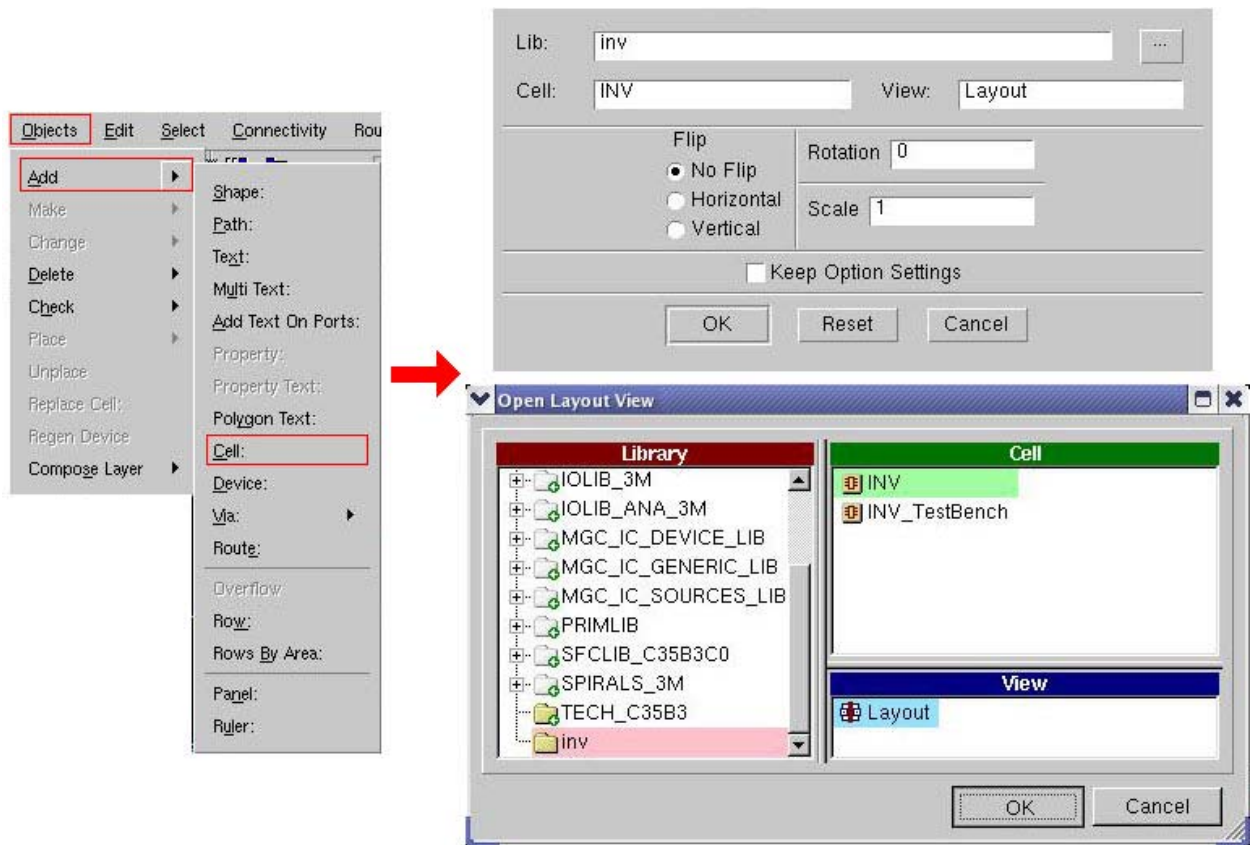 Objects Edit Select Connectivity Rou
Add
Make
Change
Delete
Check
Place
Unplace
Replace Cell:
Regen Device
Compose Layer
Shape:
Path:
Text:
Multi Text:
Add Text On Ports:
Property:
Property Text:
Polygon Text:
Cell:
Device:
Via:
Route:
Overflow
Row:
Rows By Area:
Panel:
Ruler:
Lib: inv ...
Cell: INV View: Layout
Flip
No Flip
Horizontal
Vertical
Rotation 0
Scale 1
Keep Option Settings
OK Reset Cancel
Open Layout View
Library
IOLIB_3M
IOLIB_ANA_3M
MGC_IC_DEVICE_LIB
MGC_IC_GENERIC_LIB
MGC_IC_SOURCES_LIB
PRIMLIB
SFCLIB_C35B3C0
SPIRALS_3M
TECH_C35B3
inv
Cell
INV
INV_TestBench
View
Layout
OK Cancel